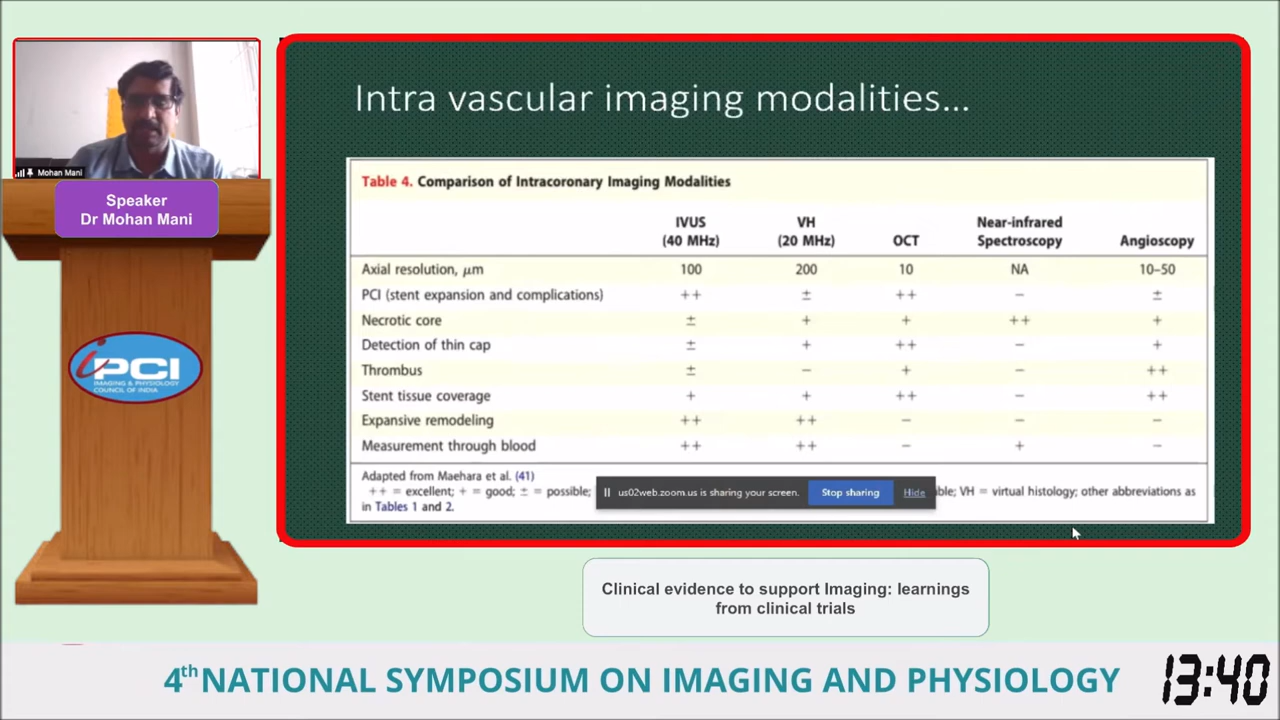 Intra vascular imaging modalities...
Table 4. Comparison of Intracoronary Imaging Modalities
IVUS (40 MHz) VH (20 MHz) OCT Near-infrared Spectroscopy Angioscopy
Axial resolution, μm 100 200 10 NA 10–50
PCI (stent expansion and complications) ++ ± ++ − ±
Necrotic core ± + + ++ +
Detection of thin cap ± + ++ − +
Thrombus ± − + − ++
Stent tissue coverage + + ++ − ++
Expansive remodeling ++ ++ − − −
Measurement through blood ++ ++ − + −
Adapted from Maehara et al. (41)
++ = excellent; + = good; ± = possible; ble; VH = virtual histology; other abbreviations as
in Tables 1 and 2.
us02web.zoom.us is sharing your screen. Stop sharing Hide
Mohan Mani
Speaker
Dr Mohan Mani
iPCI
IMAGING & PHYSIOLOGY
COUNCIL OF INDIA
Clinical evidence to support Imaging: learnings
from clinical trials
4th NATIONAL SYMPOSIUM ON IMAGING AND PHYSIOLOGY
13:40